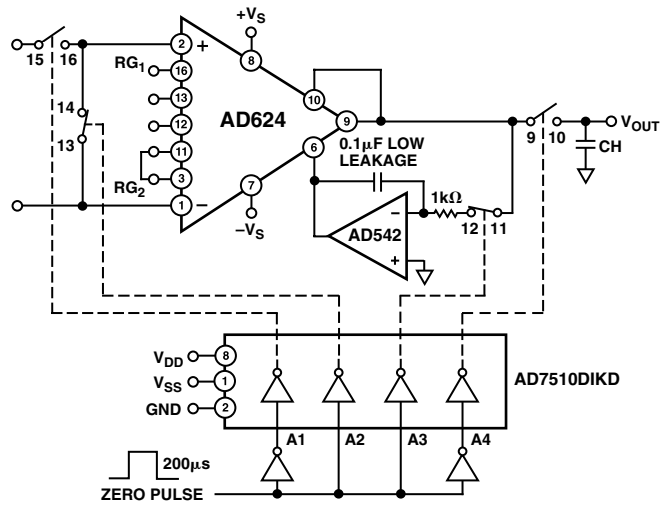 +VS
15 16
2
+
RG1
16
8
14
13
13
12
AD624
10
9
0.1µF LOW
LEAKAGE
9 10
VOUT
CH
11
6
RG2
3
7
1
−
−VS
AD542
−
+
1kΩ
12 11
VDD
8
VSS
1
GND
2
AD7510DIKD
A1
A2
A3
A4
200µs
ZERO PULSE